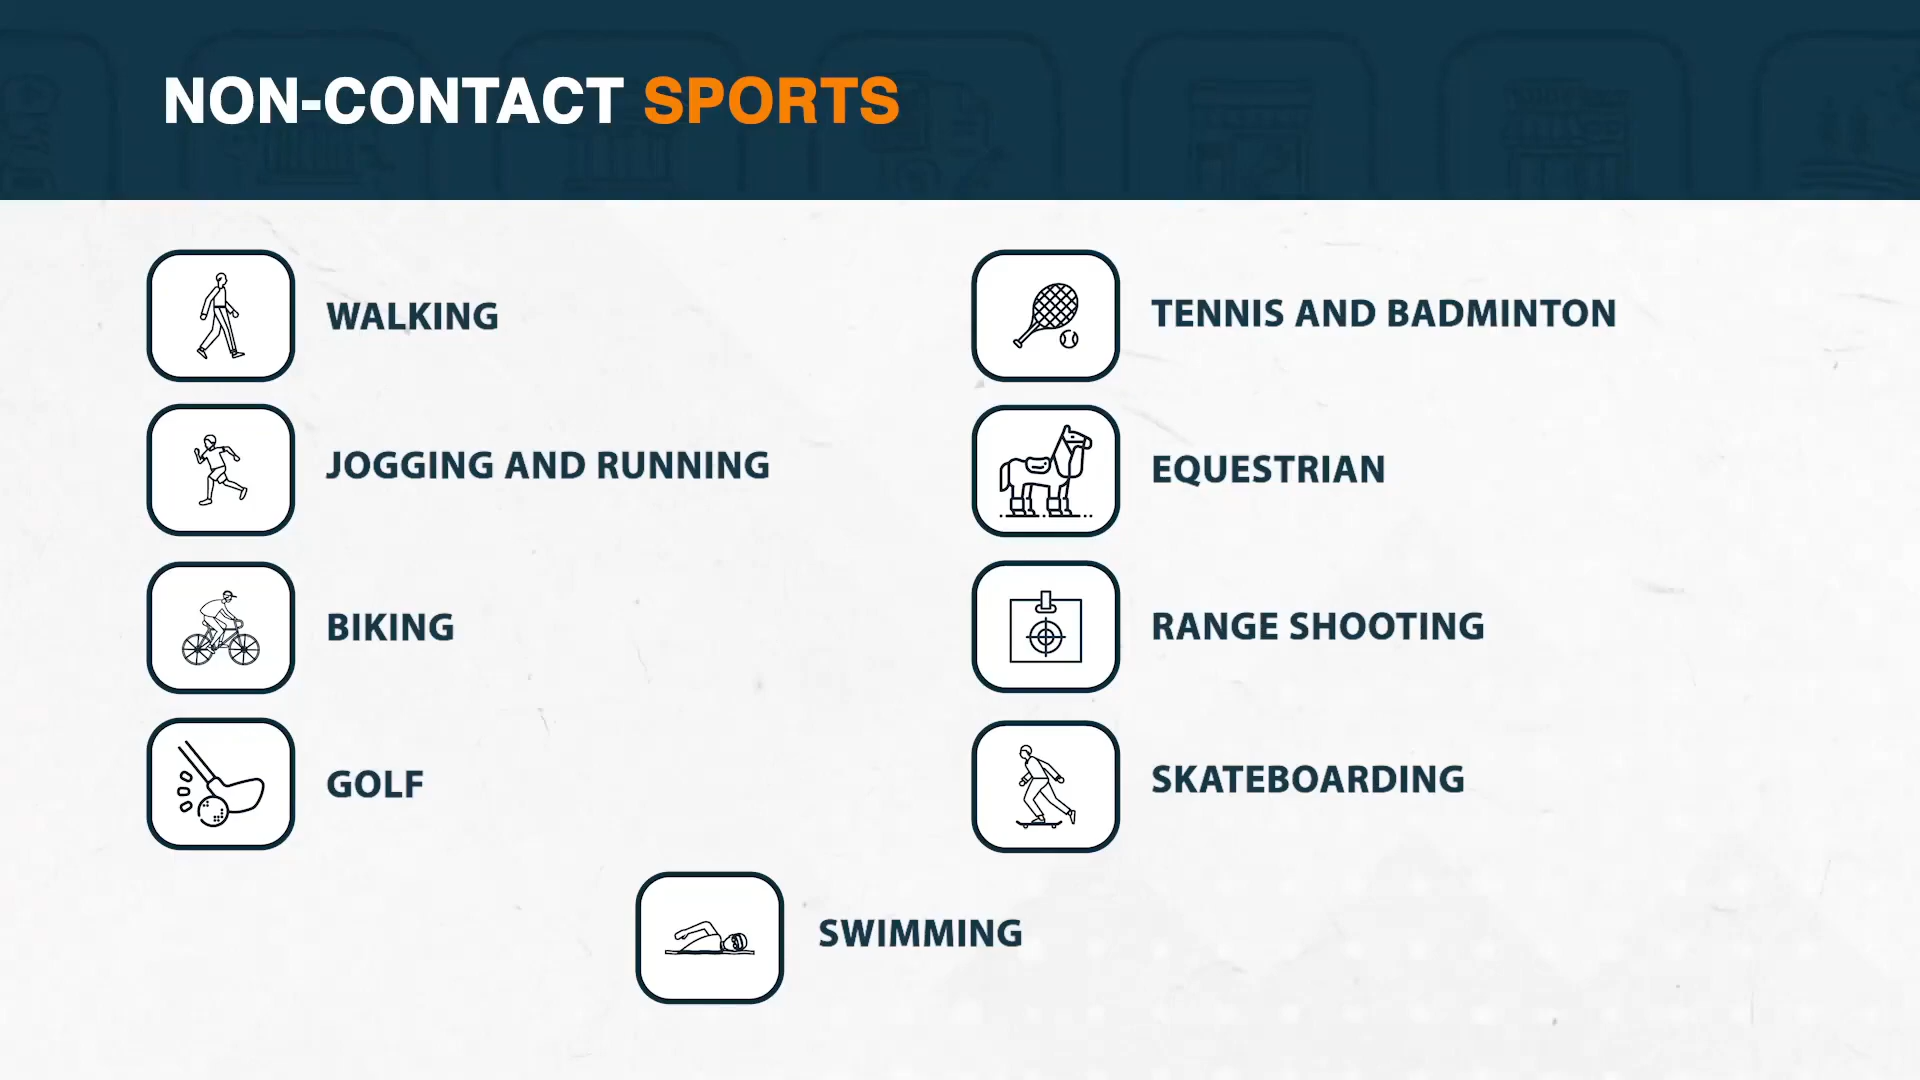 NON-CONTACT SPORTS
WALKING
JOGGING AND RUNNING
BIKING
GOLF
TENNIS AND BADMINTON
EQUESTRIAN
RANGE SHOOTING
SKATEBOARDING
SWIMMING